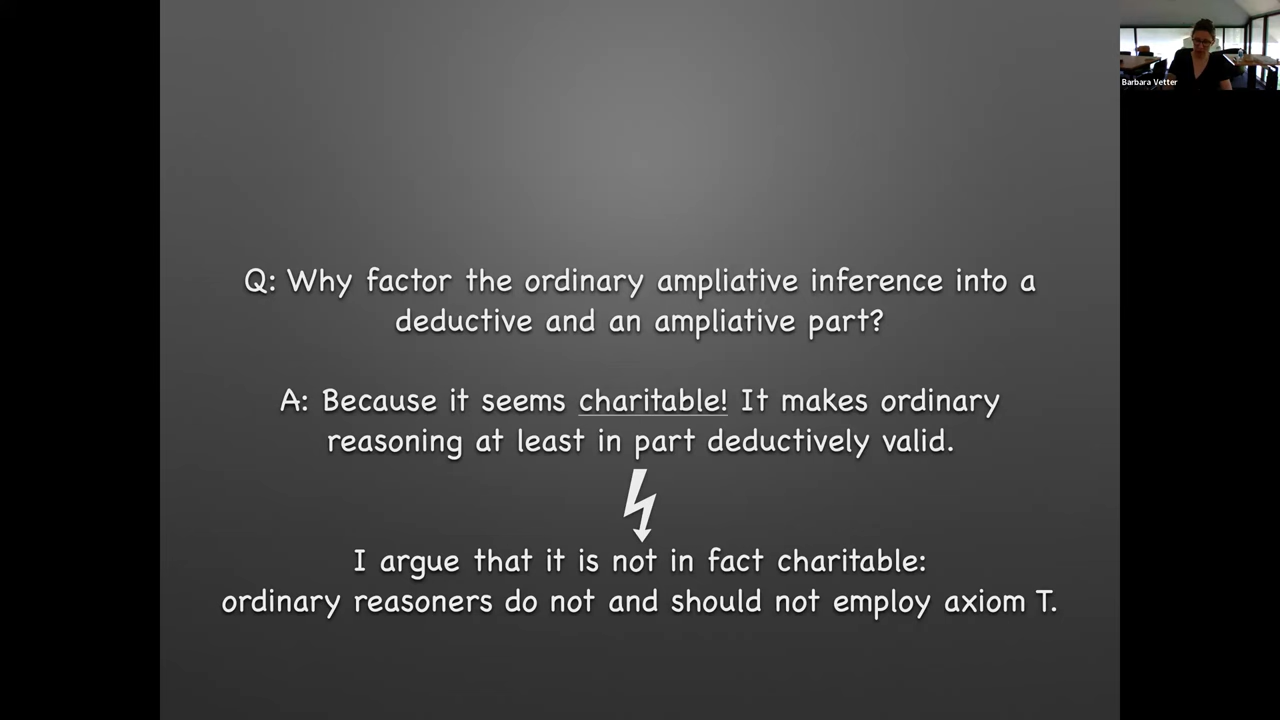 Barbara Vetter
Q: Why factor the ordinary ampliative inference into a
deductive and an ampliative part?
A: Because it seems charitable! It makes ordinary
reasoning at least in part deductively valid.
I argue that it is not in fact charitable:
ordinary reasoners do not and should not employ axiom T.